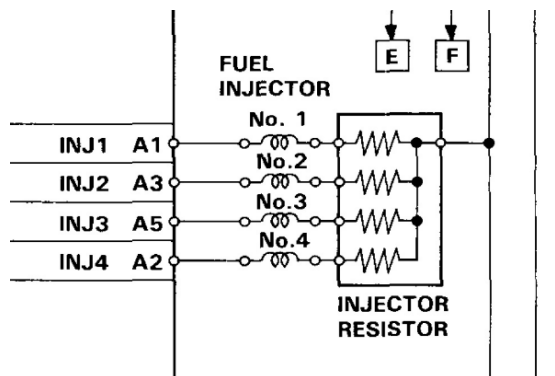 E F
FUEL
INJECTOR
No. 1
INJ1 A1
No.2
INJ2 A3
No.3
INJ3 A5
No.4
INJ4 A2
INJECTOR
RESISTOR